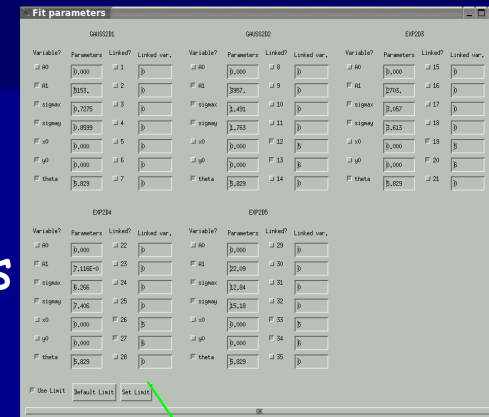 Fit parameters
GAUSS2D1
Variable? Parameters Linked? Linked var.
A0 0.000 1 0
A1 5153. 2 0
sigmax 0.7275 3 0
sigmay 0.8599 4 0
x0 0.000 5 0
y0 0.000 6 0
theta 5.829 7 0
GAUSS2D2
Variable? Parameters Linked? Linked var.
A0 0.000 8 0
A1 3957. 9 0
sigmax 1.491 10 0
sigmay 1.763 11 0
x0 0.000 12 5
y0 0.000 13 6
theta 5.829 14 0
EXP2D3
Variable? Parameters Linked? Linked var.
A0 0.000 15 0
A1 2703. 16 0
sigmax 3.057 17 0
sigmay 3.613 18 0
x0 0.000 19 5
y0 0.000 20 6
theta 5.829 21 0
EXP2D4
Variable? Parameters Linked? Linked var.
A0 0.000 22 0
A1 7.116E-0 23 0
sigmax 6.266 24 0
sigmay 7.406 25 0
x0 0.000 26 5
y0 0.000 27 6
theta 5.829 28 0
EXP2D5
Variable? Parameters Linked? Linked var.
A0 0.000 29 0
A1 22.09 30 0
sigmax 12.84 31 0
sigmay 15.18 32 0
x0 0.000 33 5
y0 0.000 34 6
theta 5.829 35 0
Use Limit Default Limit Set Limit
OK
s